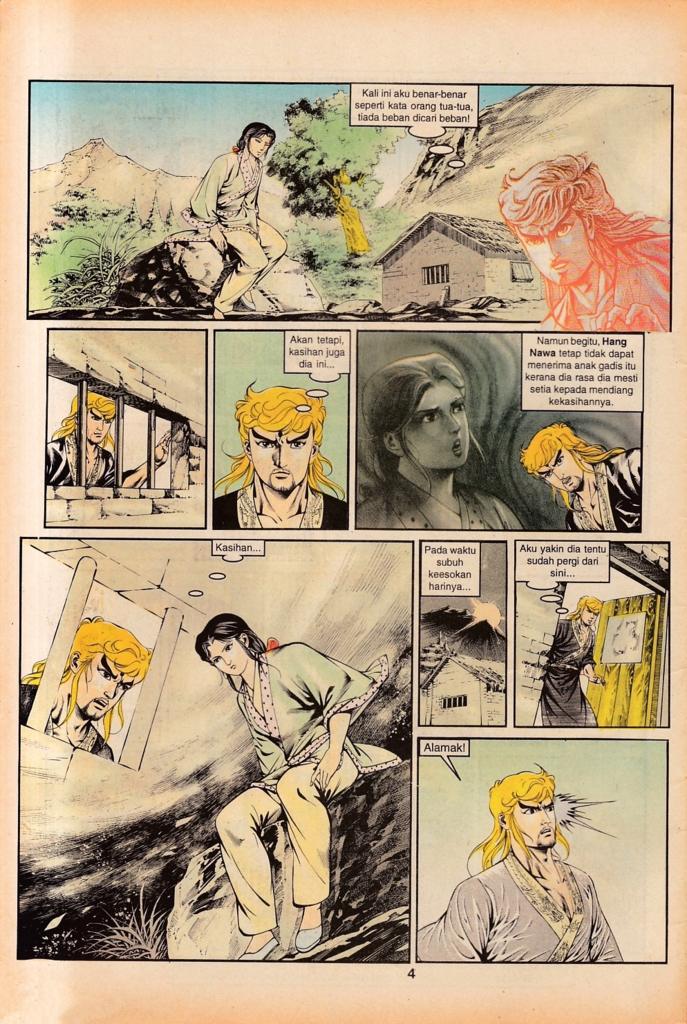 Kali ini aku benar-benar
seperti kata orang tua-tua,
tiada beban dicari beban!
Akan tetapi,
kasihan juga
dia ini...
Namun begitu, Hang
Nawa tetap tidak dapat
menerima anak gadis itu
kerana dia rasa dia mesti
setia kepada mendiang
kekasihannya.
Kasihan...
Pada waktu
subuh
keesokan
harinya...
Aku yakin dia tentu
sudah pergi dari
sini...
Alamak!
4